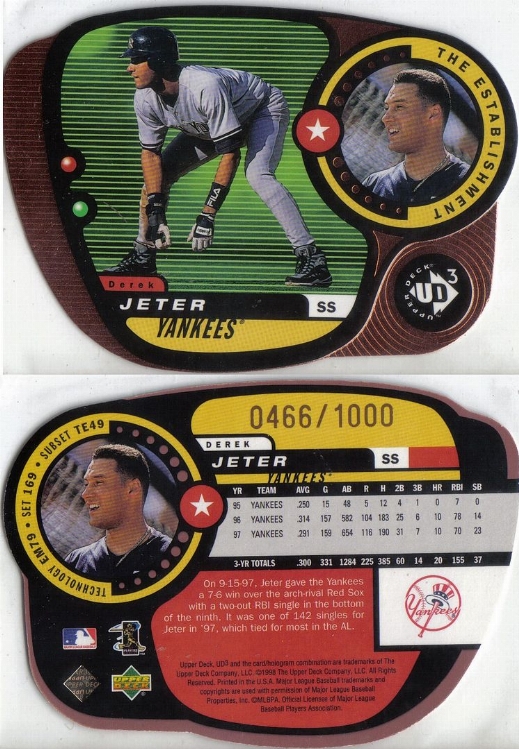 THE ESTABLISHMENT
FILA
UPPER DECK
UD3
Derek
JETER SS
YANKEES
0466/1000
TECHNOLOGY EM79 • SET 169 • SUBSET TE49
DEREK
JETER SS
YANKEES
YR TEAM AVG G AB R H 2B 3B HR RBI SB
95 YANKEES .250 15 48 5 12 4 1 0 7 0
96 YANKEES .314 157 582 104 183 25 6 10 78 14
97 YANKEES .291 159 654 116 190 31 7 10 70 23
3-YR TOTALS .300 331 1284 225 385 60 14 20 155 37
On 9-15-97, Jeter gave the Yankees
a 7-6 win over the arch-rival Red Sox
with a two-out RBI single in the bottom
of the ninth. It was one of 142 singles for
Jeter in '97, which tied for most in the AL.
Yankees
UPPER DECK
Upper Deck, UD3 and the card/hologram combination are trademarks of The
Upper Deck Company, LLC. ©1998 The Upper Deck Company, LLC. All Rights
Reserved. Printed in the U.S.A. Major League trademarks and
copyrights are used with permission of Major League Baseball
Properties, Inc. ©MLBPA. Official Licensee of Major League
Baseball Players Association.